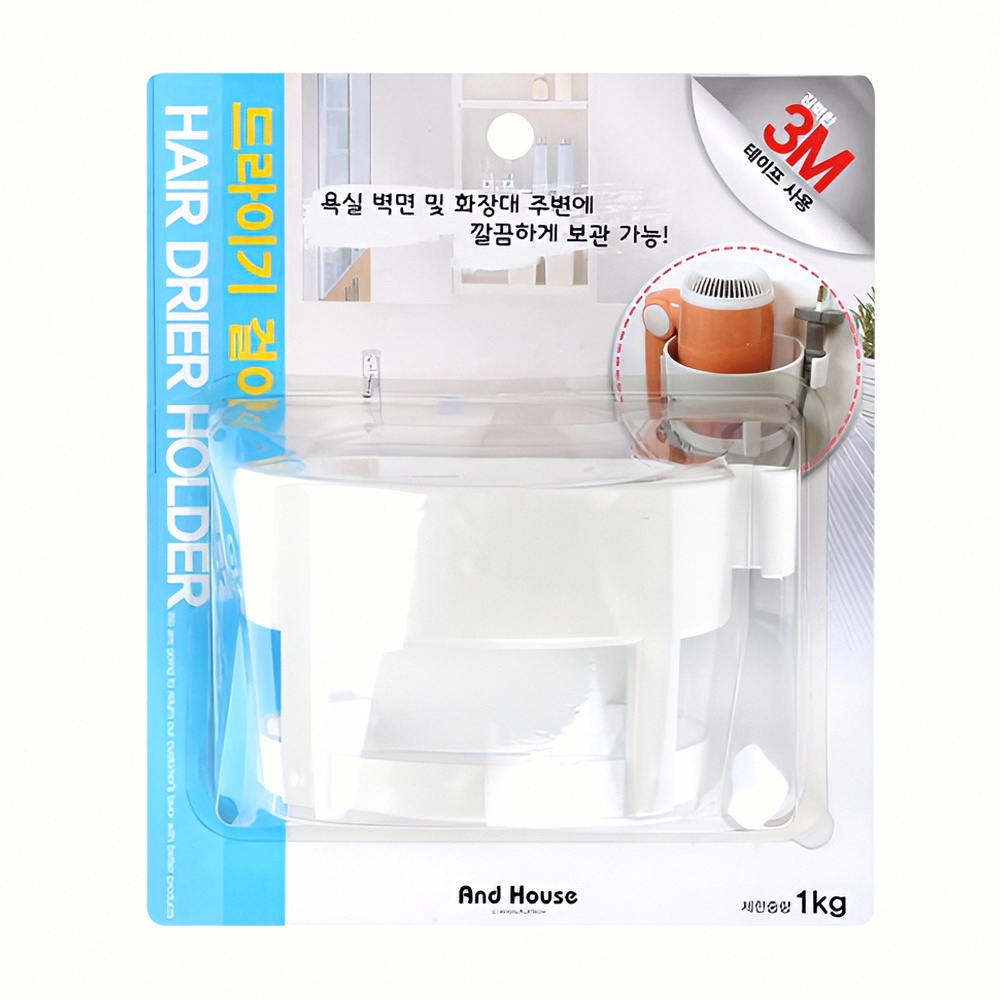 HAIR DRIER HOLDER
드라이기 걸이
3M
테이프 사용
욕실 벽면 및 화장대 주변에
깔끔하게 보관 가능!
And House
1kg